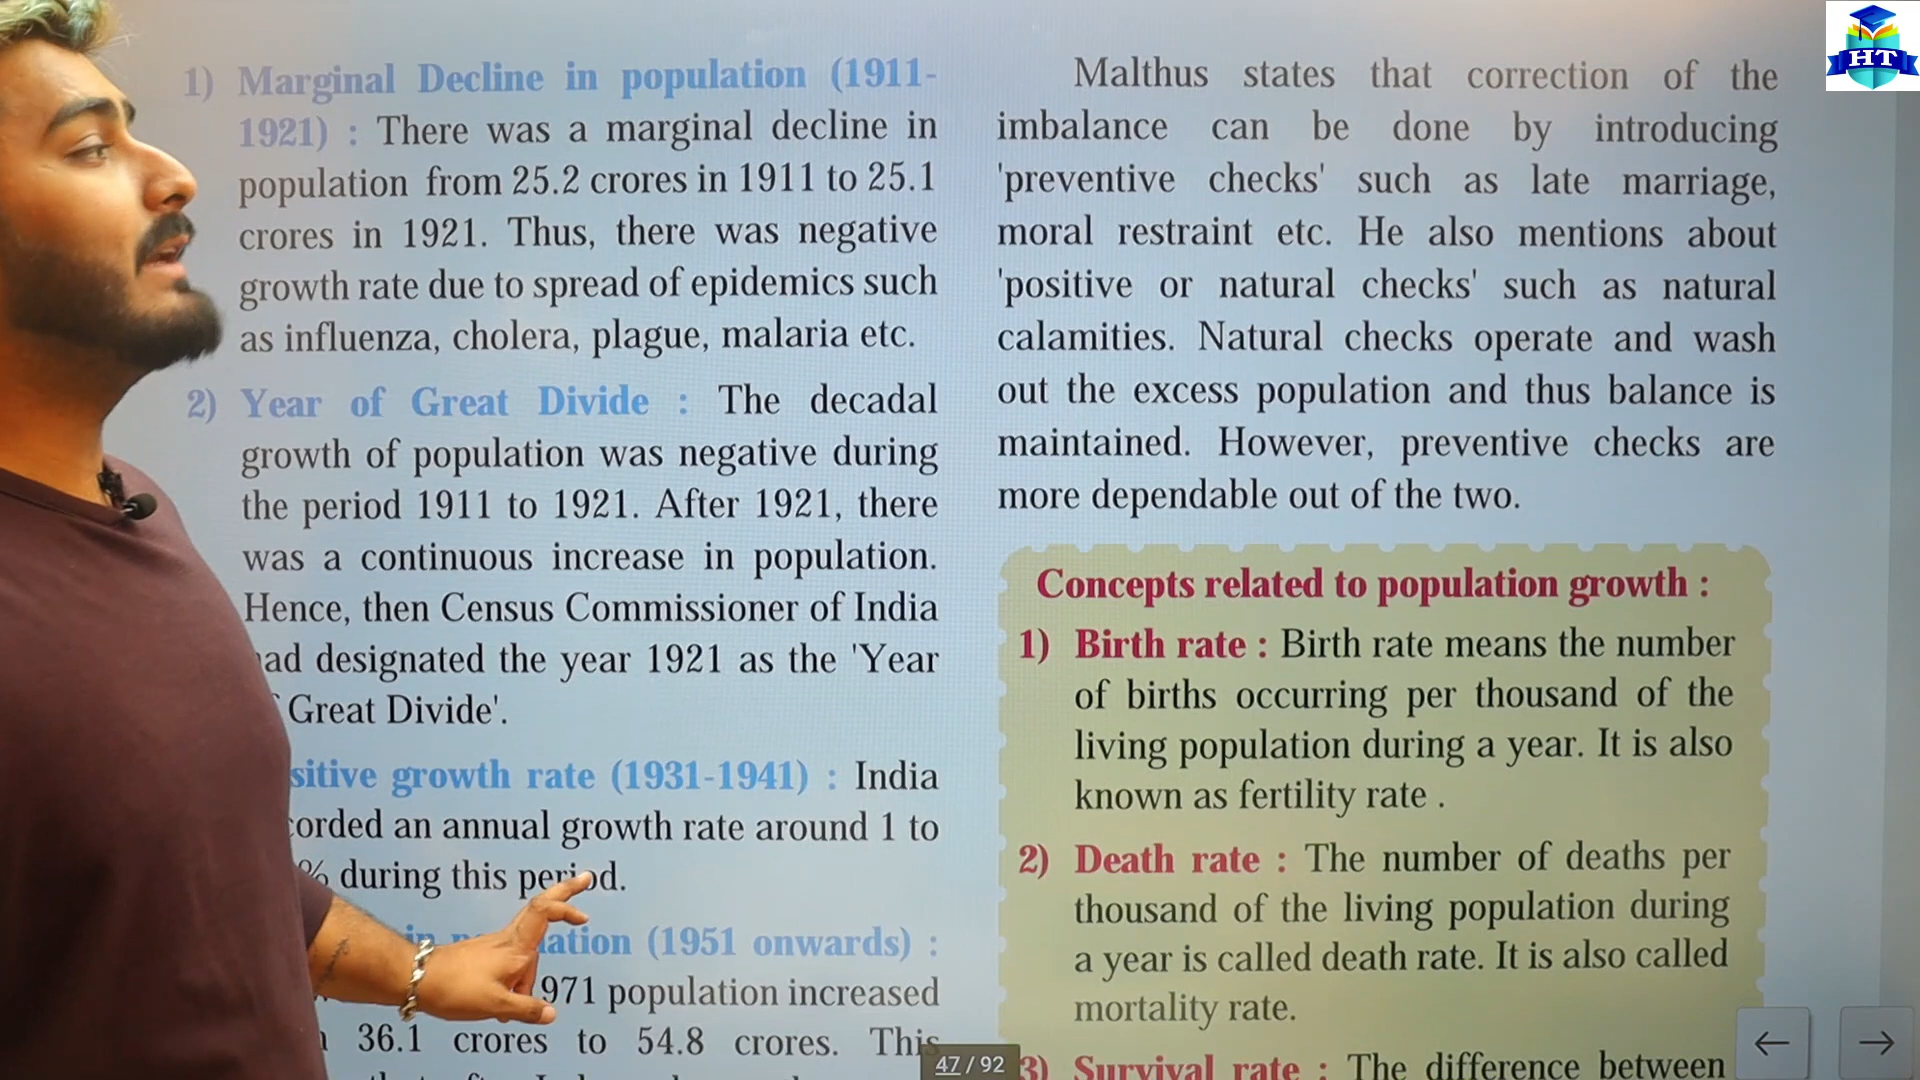 1) Marginal Decline in population (1911-
1921) : There was a marginal decline in
population from 25.2 crores in 1911 to 25.1
crores in 1921. Thus, there was negative
growth rate due to spread of epidemics such
as influenza, cholera, plague, malaria etc.
2) Year of Great Divide : The decadal
growth of population was negative during
the period 1911 to 1921. After 1921, there
was a continuous increase in population.
Hence, then Census Commissioner of India
ad designated the year 1921 as the 'Year
Great Divide'.
sitive growth rate (1931-1941) : India
corded an annual growth rate around 1 to
% during this period.
in ation (1951 onwards) :
971 population increased
36.1 crores to 54.8 crores. This
Malthus states that correction of the
imbalance can be done by introducing
'preventive checks' such as late marriage,
moral restraint etc. He also mentions about
'positive or natural checks' such as natural
calamities. Natural checks operate and wash
out the excess population and thus balance is
maintained. However, preventive checks are
more dependable out of the two.
Concepts related to population growth :
1) Birth rate : Birth rate means the number
of births occurring per thousand of the
living population during a year. It is also
known as fertility rate .
2) Death rate : The number of deaths per
thousand of the living population during
a year is called death rate. It is also called
mortality rate.
3) Survival rate : The difference between
47 / 92
HT